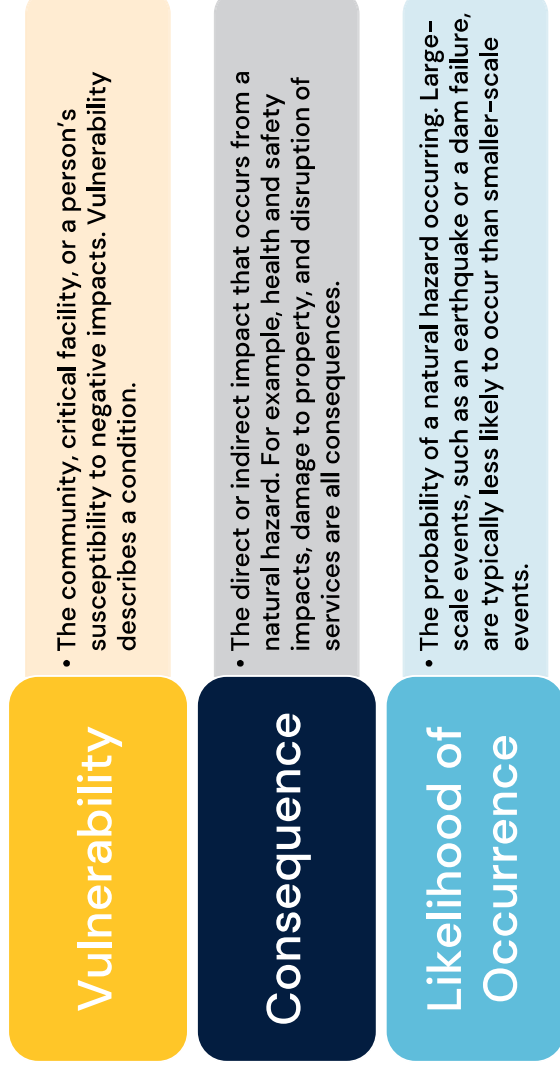 Vulnerability
• The community, critical facility, or a person's
susceptibility to negative impacts. Vulnerability
describes a condition.
Consequence
• The direct or indirect impact that occurs from a
natural hazard. For example, health and safety
impacts, damage to property, and disruption of
services are all consequences.
Likelihood of
Occurrence
• The probability of a natural hazard occurring. Large-
scale events, such as an earthquake or a dam failure,
are typically less likely to occur than smaller-scale
events.